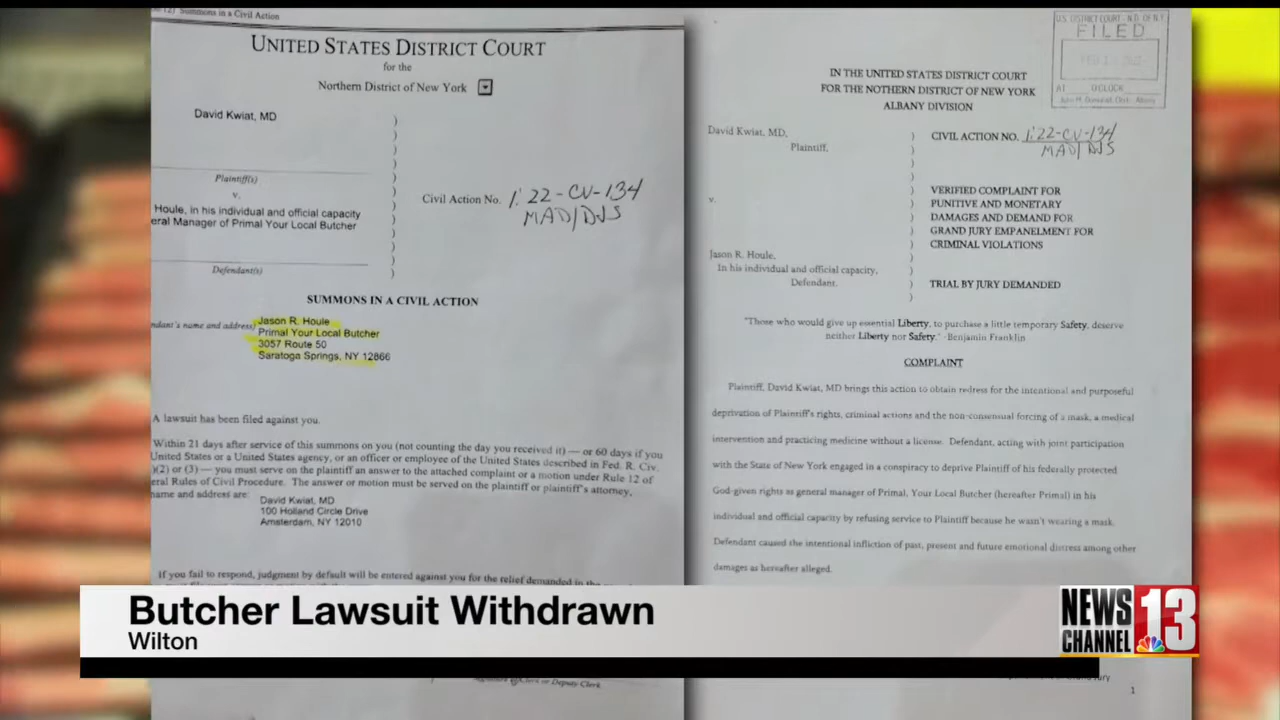 Summons in a Civil Action
UNITED STATES DISTRICT COURT
for the
Northern District of New York
David Kwiat, MD
Plaintiff(s)
v.
Houle, in his individual and official capacity
eral Manager of Primal Your Local Butcher
Defendant(s)
)
)
)
)
)
)
)
)
)
)
)
)
Civil Action No. 1:22-CV-134
MAD/DJS
SUMMONS IN A CIVIL ACTION
ndant's name and address)
Jason R. Houle
Primal Your Local Butcher
3057 Route 50
Saratoga Springs, NY 12866
A lawsuit has been filed against you.
Within 21 days after service of this summons on you (not counting the day you received it) — or 60 days if you
United States or a United States agency, or an officer or employee of the United States described in Fed. R. Civ.
)(2) or (3) — you must serve on the plaintiff an answer to the attached complaint or a motion under Rule 12 of
eral Rules of Civil Procedure. The answer or motion must be served on the plaintiff or plaintiff's attorney,
name and address are:
David Kwiat, MD
100 Holland Circle Drive
Amsterdam, NY 12010
If you fail to respond, judgment by default will be entered against you for the relief demanded in the
or Deputy Clerk
U.S. DISTRICT COURT - N.D. OF N.Y.
FILED
AT O'CLOCK
IN THE UNITED STATES DISTRICT COURT
FOR THE NOTHERN DISTRICT OF NEW YORK
ALBANY DIVISION
David Kwiat, MD,
Plaintiff,
v.
Jason R. Houle,
In his individual and official capacity,
Defendant.
)
)
)
)
)
)
)
)
)
)
)
)
)
CIVIL ACTION NO. 1:22-CV-134
MAD/DJS
VERIFIED COMPLAINT FOR
PUNITIVE AND MONETARY
DAMAGES AND DEMAND FOR
GRAND JURY EMPANELMENT FOR
CRIMINAL VIOLATIONS
TRIAL BY JURY DEMANDED
"Those who would give up essential Liberty, to purchase a little temporary Safety, deserve
neither Liberty nor Safety." -Benjamin Franklin
COMPLAINT
Plaintiff, David Kwiat, MD brings this action to obtain redress for the intentional and purposeful
deprivation of Plaintiff's rights, criminal actions and the non-consensual forcing of a mask, a medical
intervention and practicing medicine without a license. Defendant, acting with joint participation
with the State of New York engaged in a conspiracy to deprive Plaintiff of his federally protected
God-given rights as general manager of Primal, Your Local Butcher (hereafter Primal) in his
individual and official capacity by refusing service to Plaintiff because he wasn't wearing a mask.
Defendant caused the intentional infliction of past, present and future emotional distress among other
damages as hereafter alleged.
1
Butcher Lawsuit Withdrawn
Wilton
NEWS
CHANNEL
13